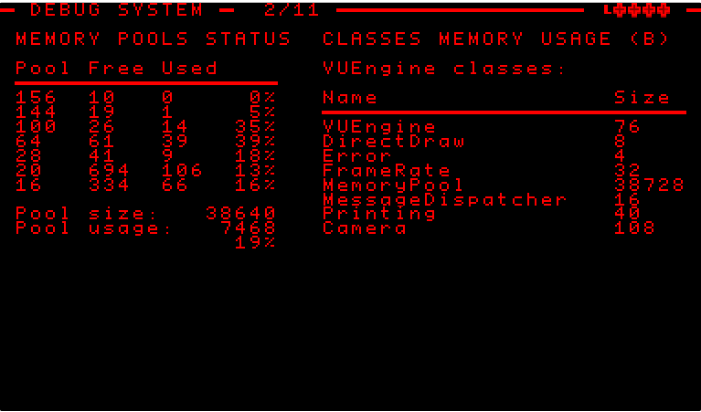 DEBUG SYSTEM 2/11
MEMORY POOLS STATUS
Pool Free Used
156 10 0 0%
144 19 1 5%
100 26 14 35%
64 61 39 39%
28 41 9 18%
20 694 106 13%
16 334 66 16%
Pool size: 38640
Pool usage: 7468
19%
CLASSES MEMORY USAGE (B)
VUEngine classes:
Name Size
VUEngine 76
DirectDraw 8
Error 4
FrameRate 32
MemoryPool 38728
MessageDispatcher 16
Printing 40
Camera 108